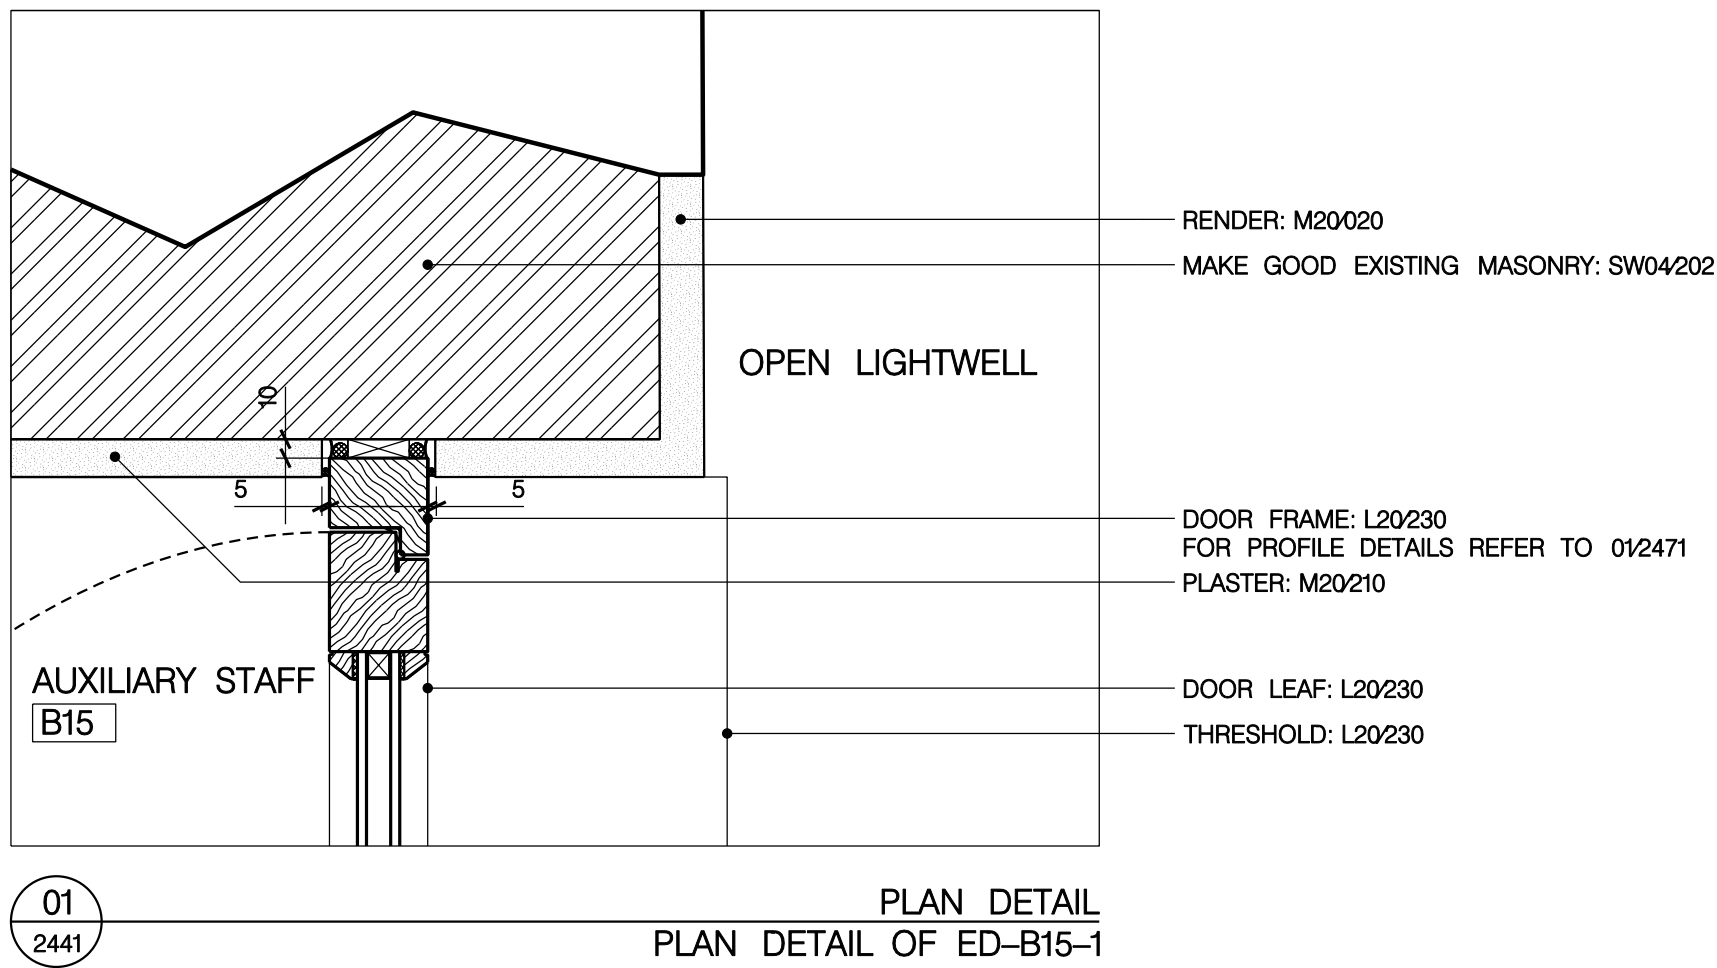 RENDER: M20/020
MAKE GOOD EXISTING MASONRY: SW04/202
OPEN LIGHTWELL
10
5
5
DOOR FRAME: L20/230
FOR PROFILE DETAILS REFER TO 01/2471
PLASTER: M20/210
AUXILIARY STAFF
B15
DOOR LEAF: L20/230
THRESHOLD: L20/230
01
2441
PLAN DETAIL
PLAN DETAIL OF ED-B15-1